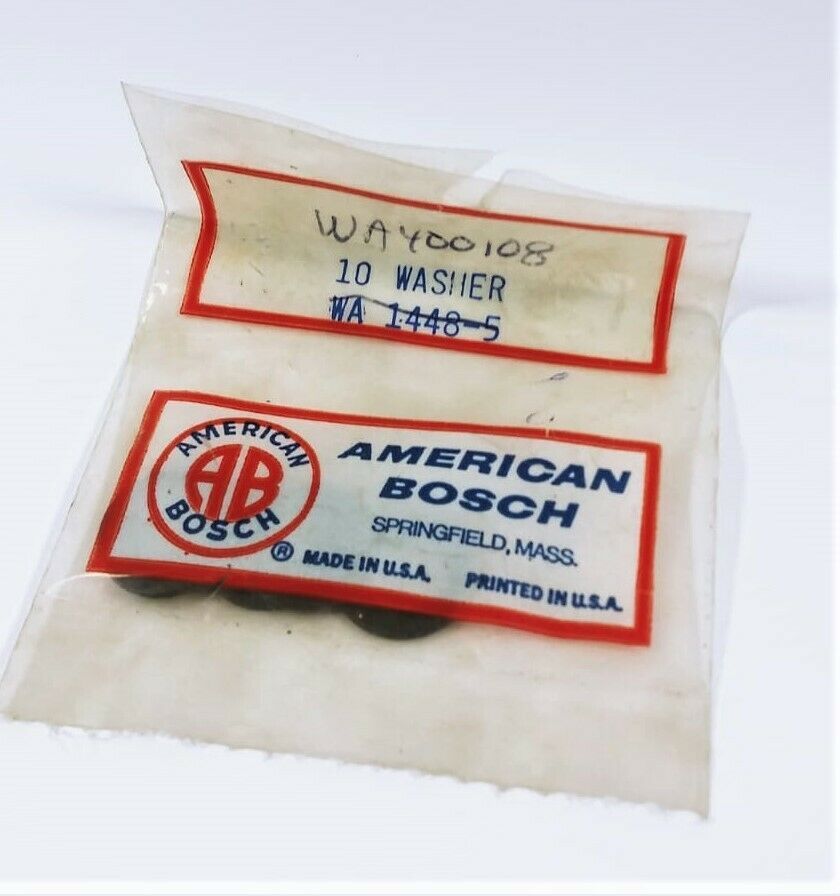 WA400108
10 WASHER
WA 1448-5
AMERICAN
AB
BOSCH
®
AMERICAN
BOSCH
SPRINGFIELD, MASS.
MADE IN U.S.A. PRINTED IN U.S.A.